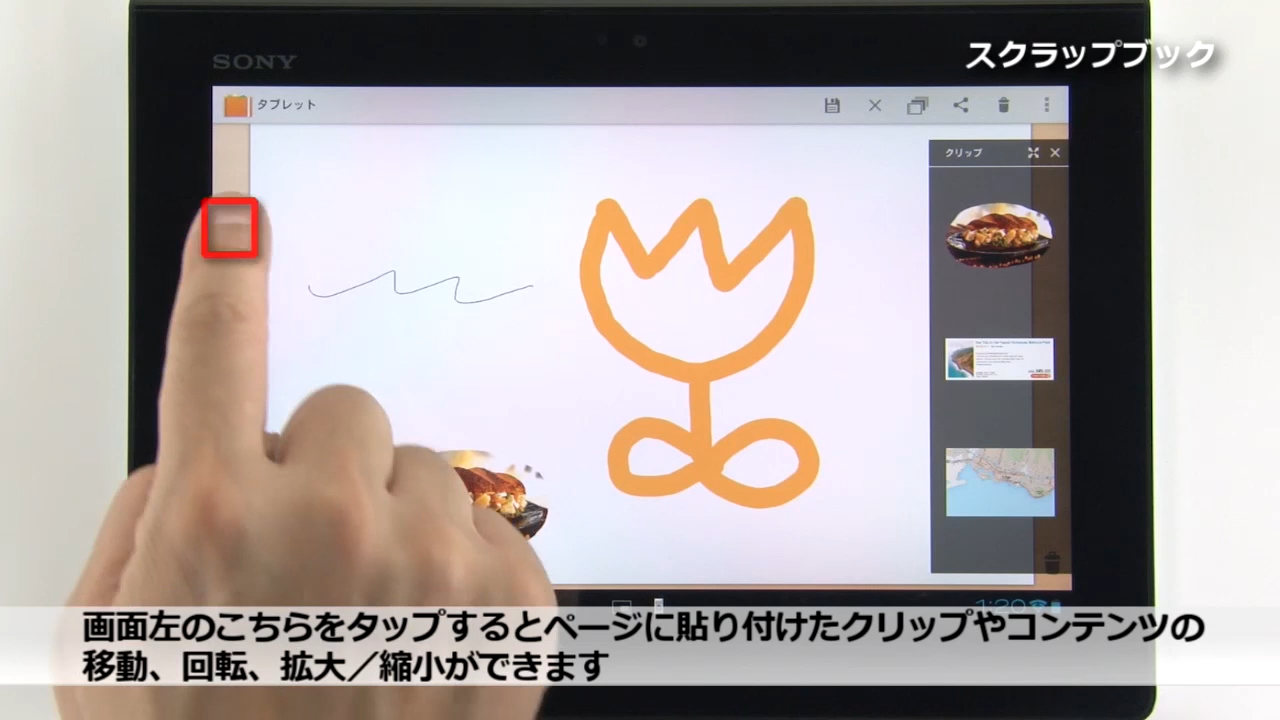 スクラップブック
SONY
タブレット
クリップ
1:20
画面左のこちらをタップするとページに貼り付けたクリップやコンテンツの
移動、回転、拡大／縮小ができます